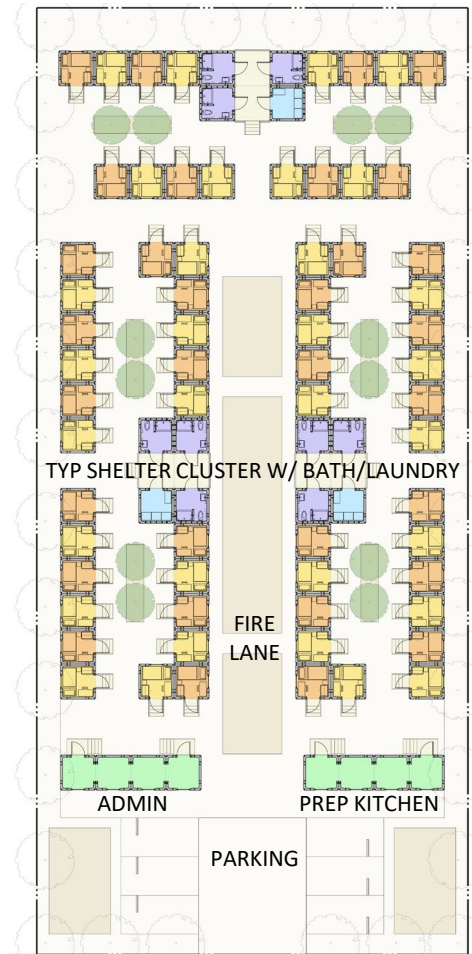 TYP SHELTER CLUSTER W/ BATH/LAUNDRY
FIRE
LANE
ADMIN
PREP KITCHEN
PARKING